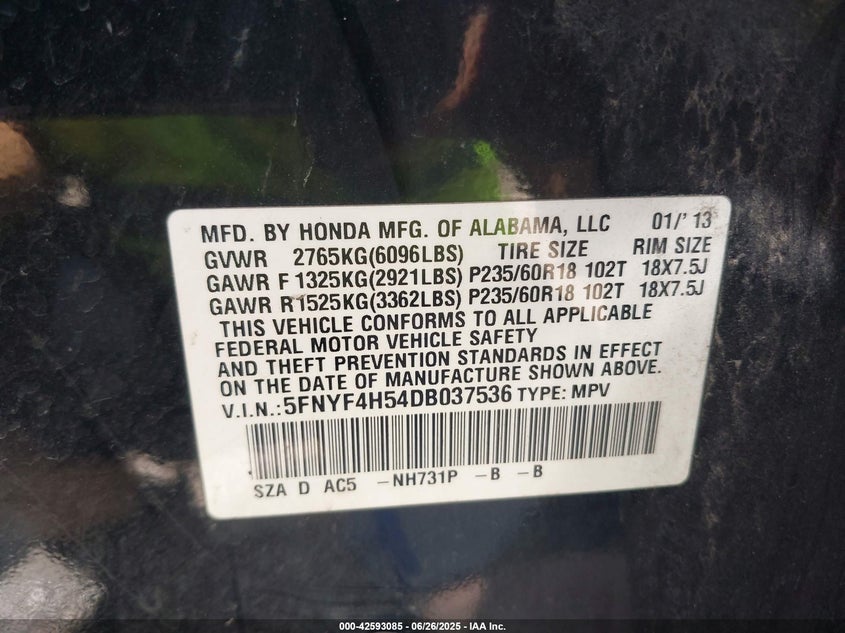 MFD. BY HONDA MFG. OF ALABAMA, LLC 01/' 13
GVWR 2765KG(6096LBS) TIRE SIZE RIM SIZE
GAWR F 1325KG(2921LBS) P235/60R18 102T 18X7.5J
GAWR R1525KG(3362LBS) P235/60R18 102T 18X7.5J
THIS VEHICLE CONFORMS TO ALL APPLICABLE
FEDERAL MOTOR VEHICLE SAFETY
AND THEFT PREVENTION STANDARDS IN EFFECT
ON THE DATE OF MANUFACTURE SHOWN ABOVE.
V.I.N.:5FNYF4H54DB037536 TYPE: MPV
SZA D AC5 -NH731P -B -B
000-42593085 - 06/26/2025 - IAA Inc.